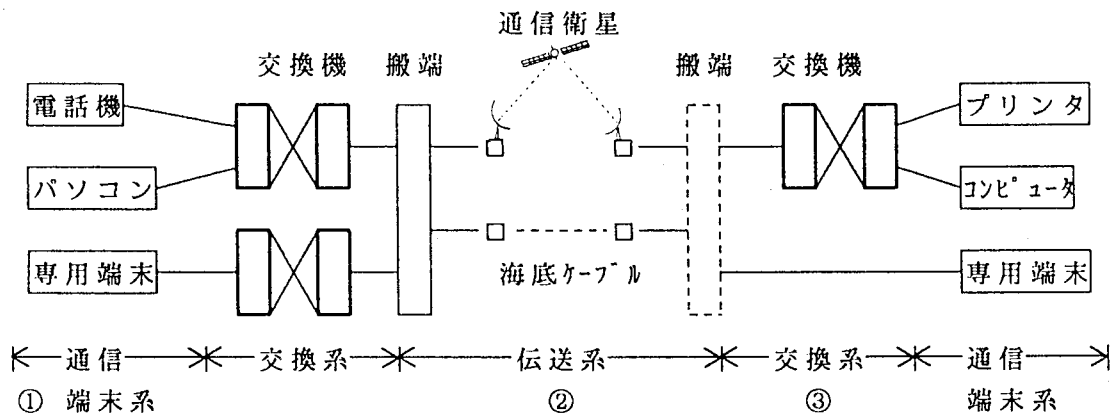 通信衛星
交換機 搬端 搬端 交換機
電話機 プリンタ
パソコン コンピュータ
専用端末 海底ケーブル 専用端末
通信 交換系 伝送系 交換系 通信
① 端末系 ② ③ 端末系